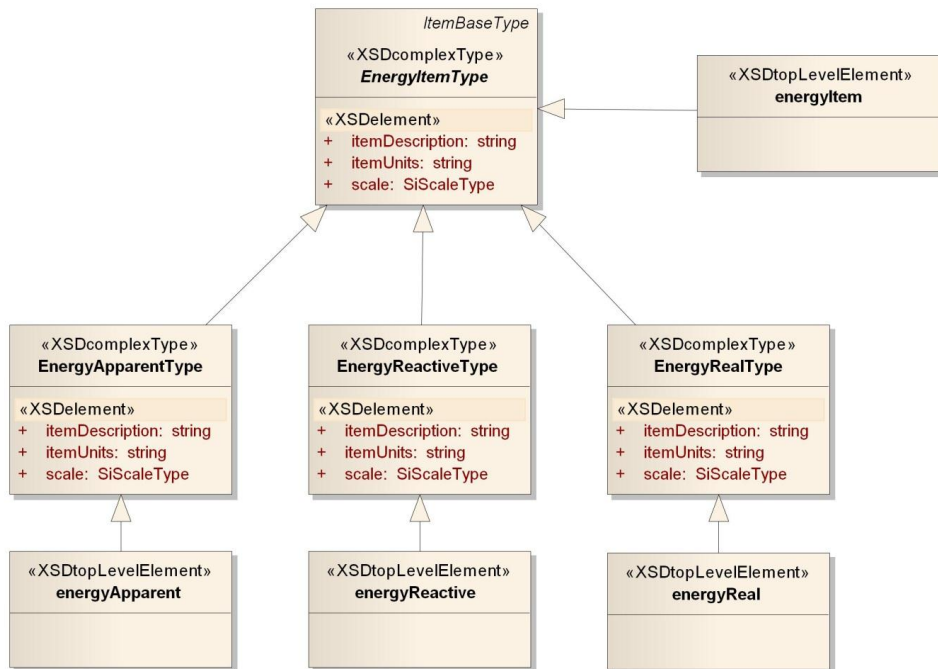 ItemBaseType
«XSDcomplexType»
EnergyItemType
«XSDelement»
+ itemDescription: string
+ itemUnits: string
+ scale: SiScaleType
«XSDtopLevelElement»
energyItem
«XSDcomplexType»
EnergyApparentType
«XSDelement»
+ itemDescription: string
+ itemUnits: string
+ scale: SiScaleType
«XSDcomplexType»
EnergyReactiveType
«XSDelement»
+ itemDescription: string
+ itemUnits: string
+ scale: SiScaleType
«XSDcomplexType»
EnergyRealType
«XSDelement»
+ itemDescription: string
+ itemUnits: string
+ scale: SiScaleType
«XSDtopLevelElement»
energyApparent
«XSDtopLevelElement»
energyReactive
«XSDtopLevelElement»
energyReal